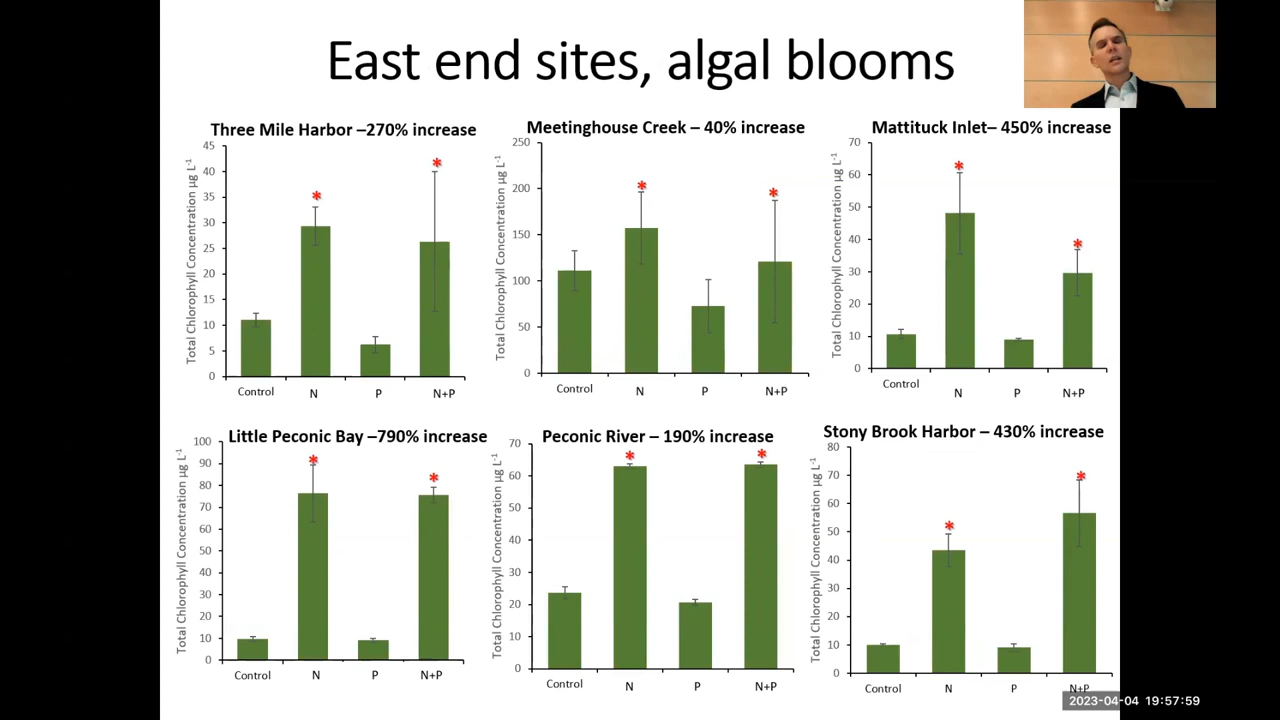 East end sites, algal blooms
Three Mile Harbor –270% increase
Total Chlorophyll Concentration µg L-1
45
40
35
30
25
20
15
10
5
0
*
*
Control
N
P
N+P
Meetinghouse Creek – 40% increase
Total Chlorophyll Concentration µg L-1
250
200
150
100
50
0
*
*
Control
N
P
N+P
Mattituck Inlet– 450% increase
Total Chlorophyll Concentration µg L-1
70
60
50
40
30
20
10
0
*
*
Control
N
P
N+P
Little Peconic Bay –790% increase
Total Chlorophyll Concentration µg L-1
100
90
80
70
60
50
40
30
20
10
0
*
*
Control
N
P
N+P
Peconic River – 190% increase
Total Chlorophyll Concentration µg L-1
70
60
50
40
30
20
10
0
*
*
Control
N
P
N+P
Stony Brook Harbor – 430% increase
Total Chlorophyll Concentration µg L-1
80
70
60
50
40
30
20
10
0
*
*
Control
N
P
N+P
2023-04-04 19:57:59